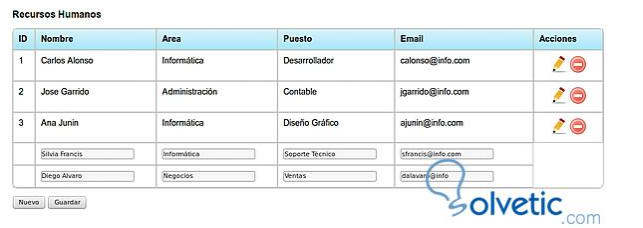 Recursos Humanos
ID Nombre Area Puesto Email Acciones
1 Carlos Alonso Informática Desarrollador calonso@info.com
2 Jose Garrido Administración Contable jgarrido@info.com
3 Ana Junin Informática Diseño Gráfico ajunin@info.com
Silvia Francis Informática Soporte Técnico sfrancis@info.com
Diego Alvaro Negocios Ventas dalavaro@info
Nuevo Guardar
Solvetic.com